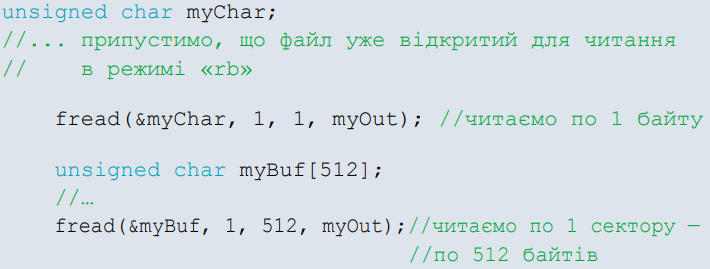 unsigned char myChar;
//... припустимо, що файл уже відкритий для читання
// в режимі «rb»
fread(&myChar, 1, 1, myOut); //читаємо по 1 байту
unsigned char myBuf[512];
//…
fread(&myBuf, 1, 512, myOut);//читаємо по 1 сектору —
//по 512 байтів